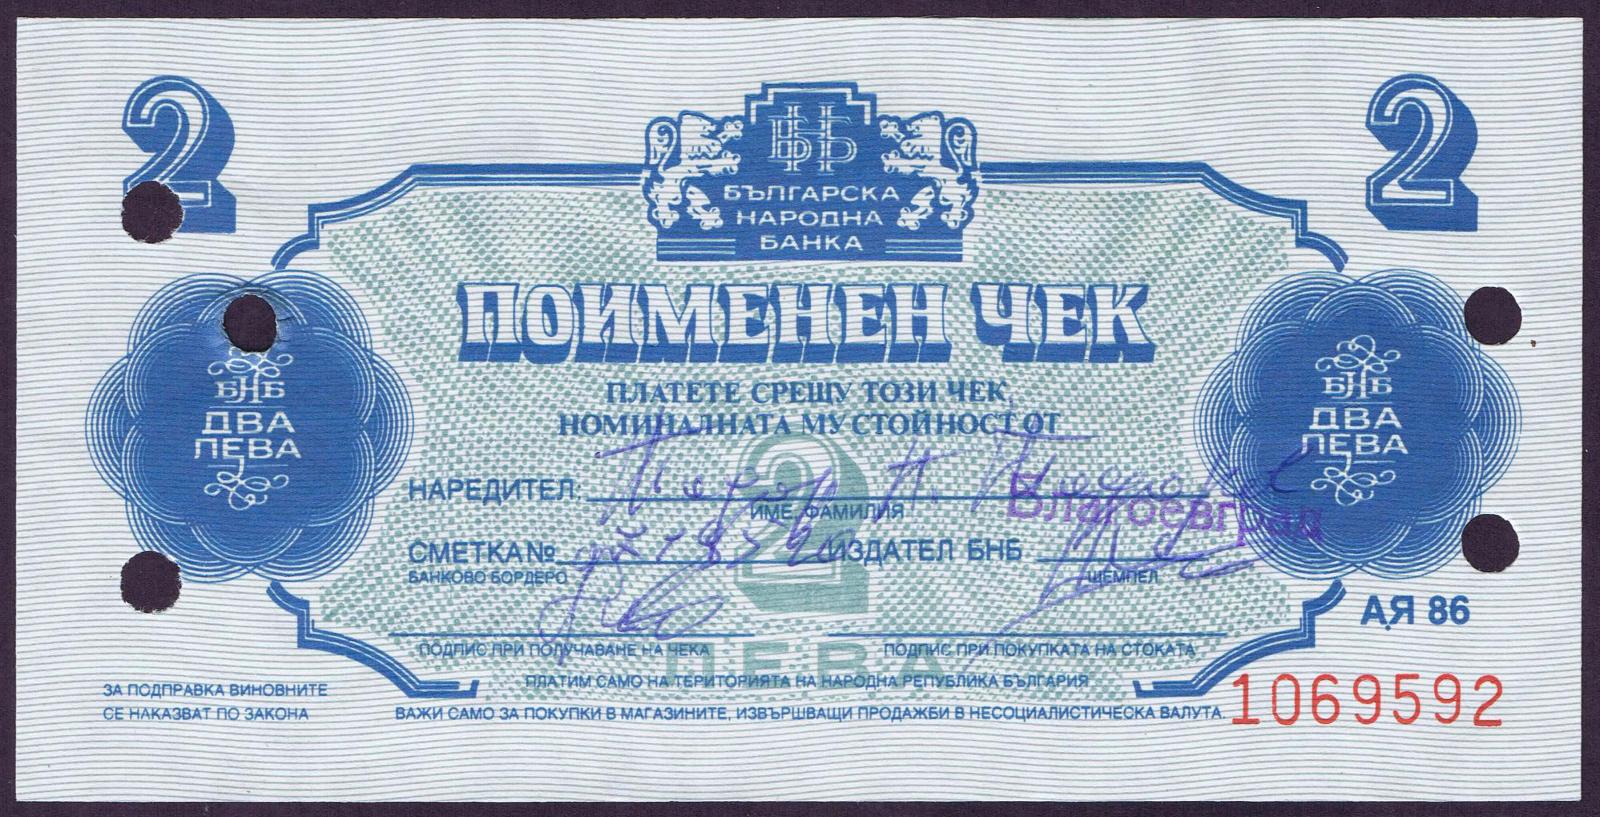 2
2
БНБ
БЪЛГАРСКА
НАРОДНА
БАНКА
ПОИМЕНЕН ЧЕК
ПЛАТЕТЕ СРЕЩУ ТОЗИ ЧЕК,
НОМИНАЛНАТА МУ СТОЙНОСТ ОТ
БНБ
ДВА
ЛЕВА
БНБ
ДВА
ЛЕВА
2
ЛЕВА
НАРЕДИТЕЛ:
ИМЕ, ФАМИЛИЯ
Благоевград
СМЕТКА № ИЗДАТЕЛ БНБ
БАНКОВО БОРДЕРО ЩЕМПЕЛ
АЯ 86
ПОДПИС ПРИ ПОЛУЧАВАНЕ НА ЧЕКА ПОДПИС ПРИ ПОКУПКАТА НА СТОКАТА
ПЛАТИМ САМО НА ТЕРИТОРИЯТА НА НАРОДНА РЕПУБЛИКА БЪЛГАРИЯ
ЗА ПОДПРАВКА ВИНОВНИТЕ
СЕ НАКАЗВАТ ПО ЗАКОНА
ВАЖИ САМО ЗА ПОКУПКИ В МАГАЗИНИТЕ, ИЗВЪРШВАЩИ ПРОДАЖБИ В НЕСОЦИАЛИСТИЧЕСКА ВАЛУТА.
1069592